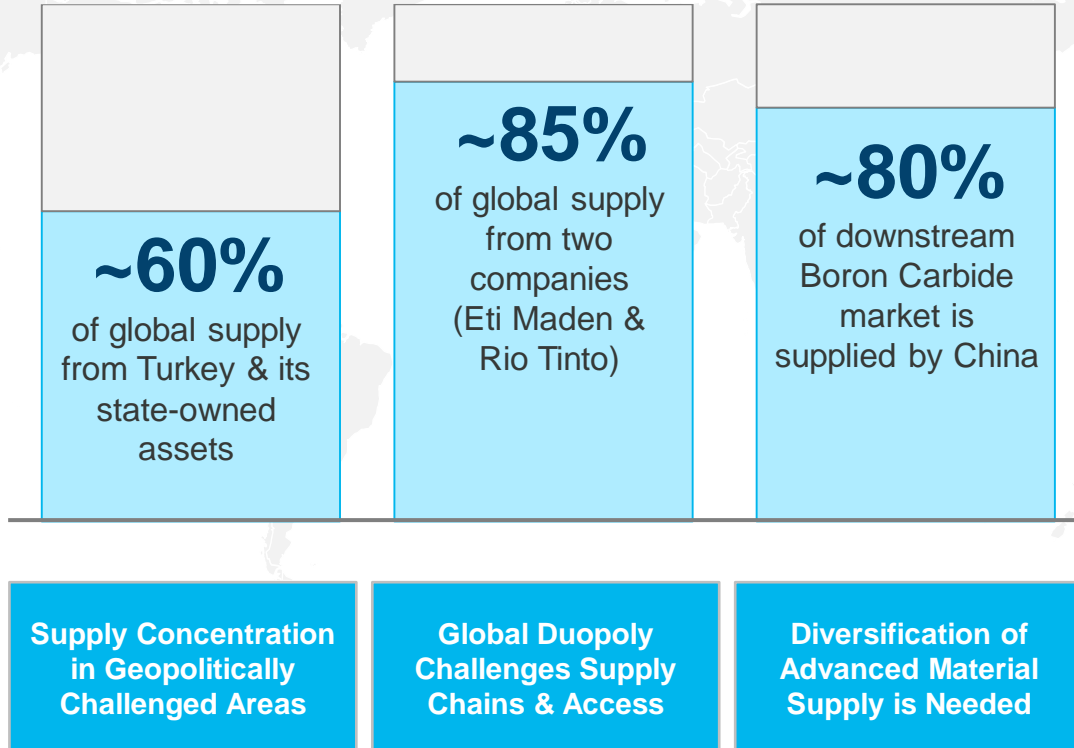 ~60%
of global supply
from Turkey & its
state-owned
assets
~85%
of global supply
from two
companies
(Eti Maden &
Rio Tinto)
~80%
of downstream
Boron Carbide
market is
supplied by China
Supply Concentration
in Geopolitically
Challenged Areas
Global Duopoly
Challenges Supply
Chains & Access
Diversification of
Advanced Material
Supply is Needed